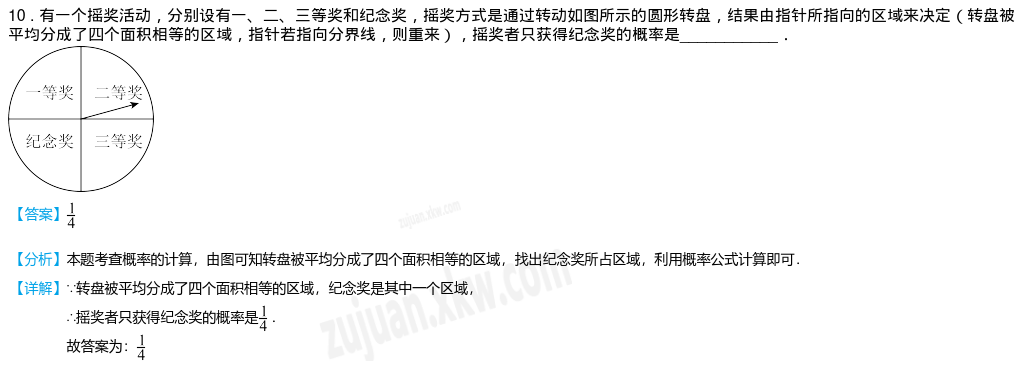 10．有一个摇奖活动，分别设有一、二、三等奖和纪念奖，摇奖方式是通过转动如图所示的圆形转盘，结果由指针所指向的区域来决定（转盘被
平均分成了四个面积相等的区域，指针若指向分界线，则重来），摇奖者只获得纪念奖的概率是____________．
一等奖 二等奖
纪念奖 三等奖
【答案】1/4
zujuan.xkw.com
【分析】本题考查概率的计算，由图可知转盘被平均分成了四个面积相等的区域，找出纪念奖所占区域，利用概率公式计算即可．
【详解】∵转盘被平均分成了四个面积相等的区域，纪念奖是其中一个区域，
∴摇奖者只获得纪念奖的概率是1/4．
zujuan.xkw.com
故答案为：1/4